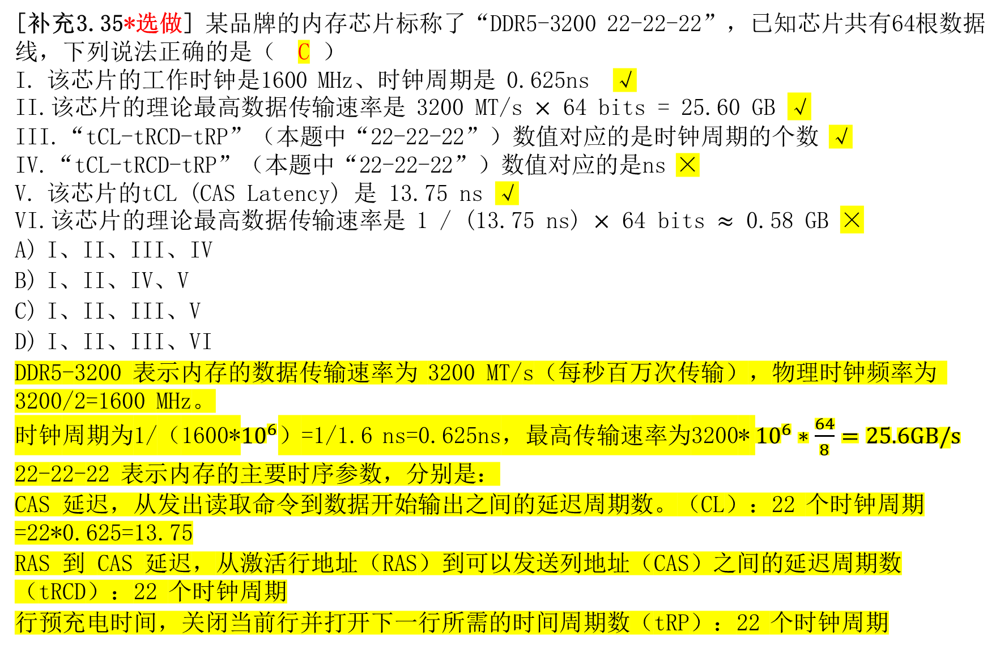 [补充3.35*选做] 某品牌的内存芯片标称了“DDR5-3200 22-22-22”，已知芯片共有64根数据
线，下列说法正确的是（ C ）
I. 该芯片的工作时钟是1600 MHz、时钟周期是 0.625ns √
II.该芯片的理论最高数据传输速率是 3200 MT/s × 64 bits = 25.60 GB √
III.“tCL-tRCD-tRP”（本题中“22-22-22”）数值对应的是时钟周期的个数 √
IV.“tCL-tRCD-tRP”（本题中“22-22-22”）数值对应的是ns ×
V. 该芯片的tCL (CAS Latency) 是 13.75 ns √
VI.该芯片的理论最高数据传输速率是 1 / (13.75 ns) × 64 bits ≈ 0.58 GB ×
A) I、II、III、IV
B) I、II、IV、V
C) I、II、III、V
D) I、II、III、VI
DDR5-3200 表示内存的数据传输速率为 3200 MT/s（每秒百万次传输），物理时钟频率为
3200/2=1600 MHz。
时钟周期为1/（1600*10⁶）=1/1.6 ns=0.625ns，最高传输速率为3200* 10⁶ * 64/8 = 25.6GB/s
22-22-22 表示内存的主要时序参数，分别是：
CAS 延迟，从发出读取命令到数据开始输出之间的延迟周期数。（CL）：22 个时钟周期
=22*0.625=13.75
RAS 到 CAS 延迟，从激活行地址（RAS）到可以发送列地址（CAS）之间的延迟周期数
（tRCD）：22 个时钟周期
行预充电时间，关闭当前行并打开下一行所需的时间周期数（tRP）：22 个时钟周期